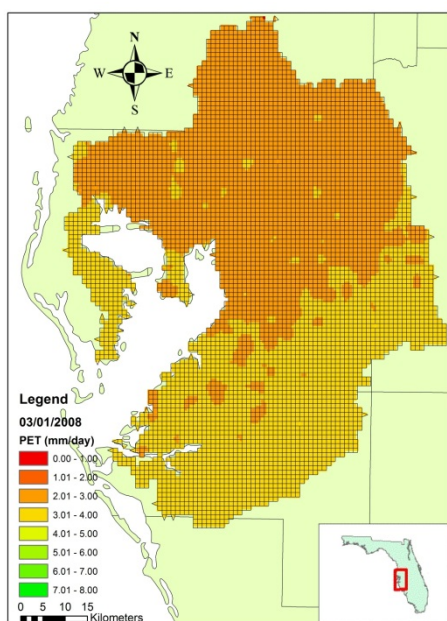 N
W E
S
Legend
03/01/2008
PET (mm/day)
0.00 - 1.00
1.01 - 2.00
2.01 - 3.00
3.01 - 4.00
4.01 - 5.00
5.01 - 6.00
6.01 - 7.00
7.01 - 8.00
0 5 10 15
Kilometers